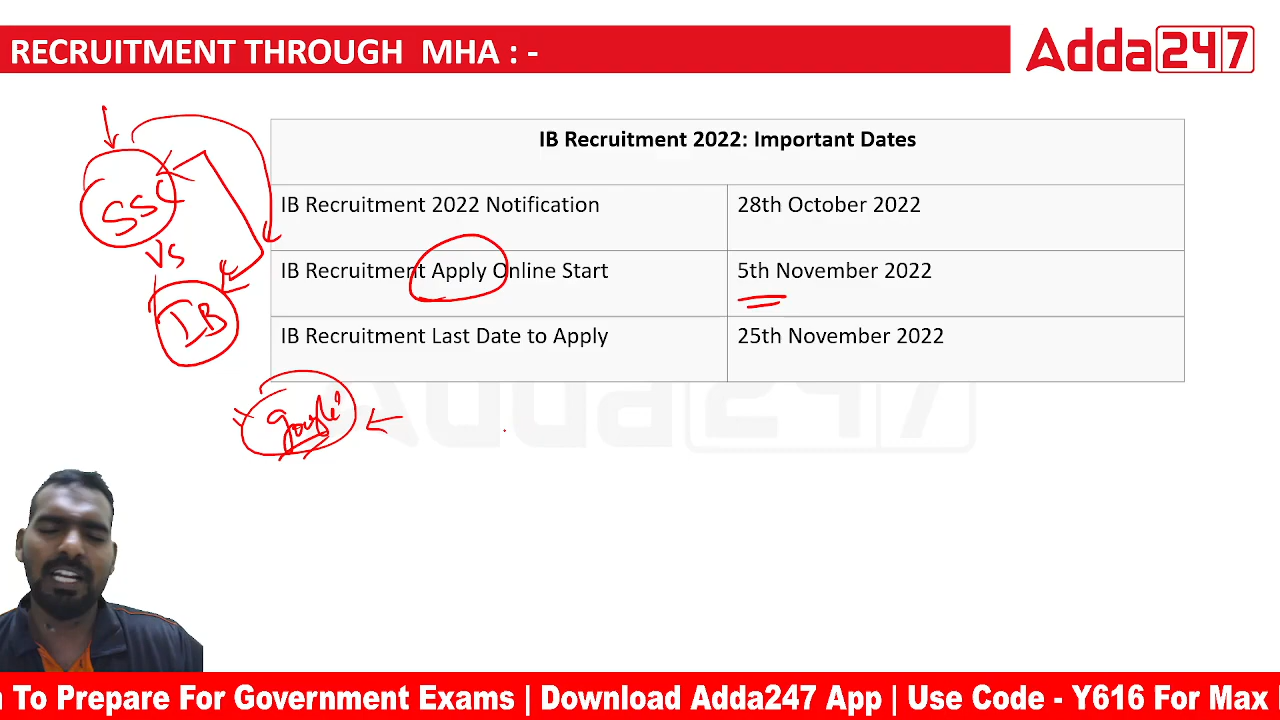 RECRUITMENT THROUGH MHA : -
Adda247
IB Recruitment 2022: Important Dates
IB Recruitment 2022 Notification 28th October 2022
IB Recruitment Apply Online Start 5th November 2022
IB Recruitment Last Date to Apply 25th November 2022
SSC
VS
IB
google
Adda247
n To Prepare For Government Exams | Download Adda247 App | Use Code - Y616 For Max